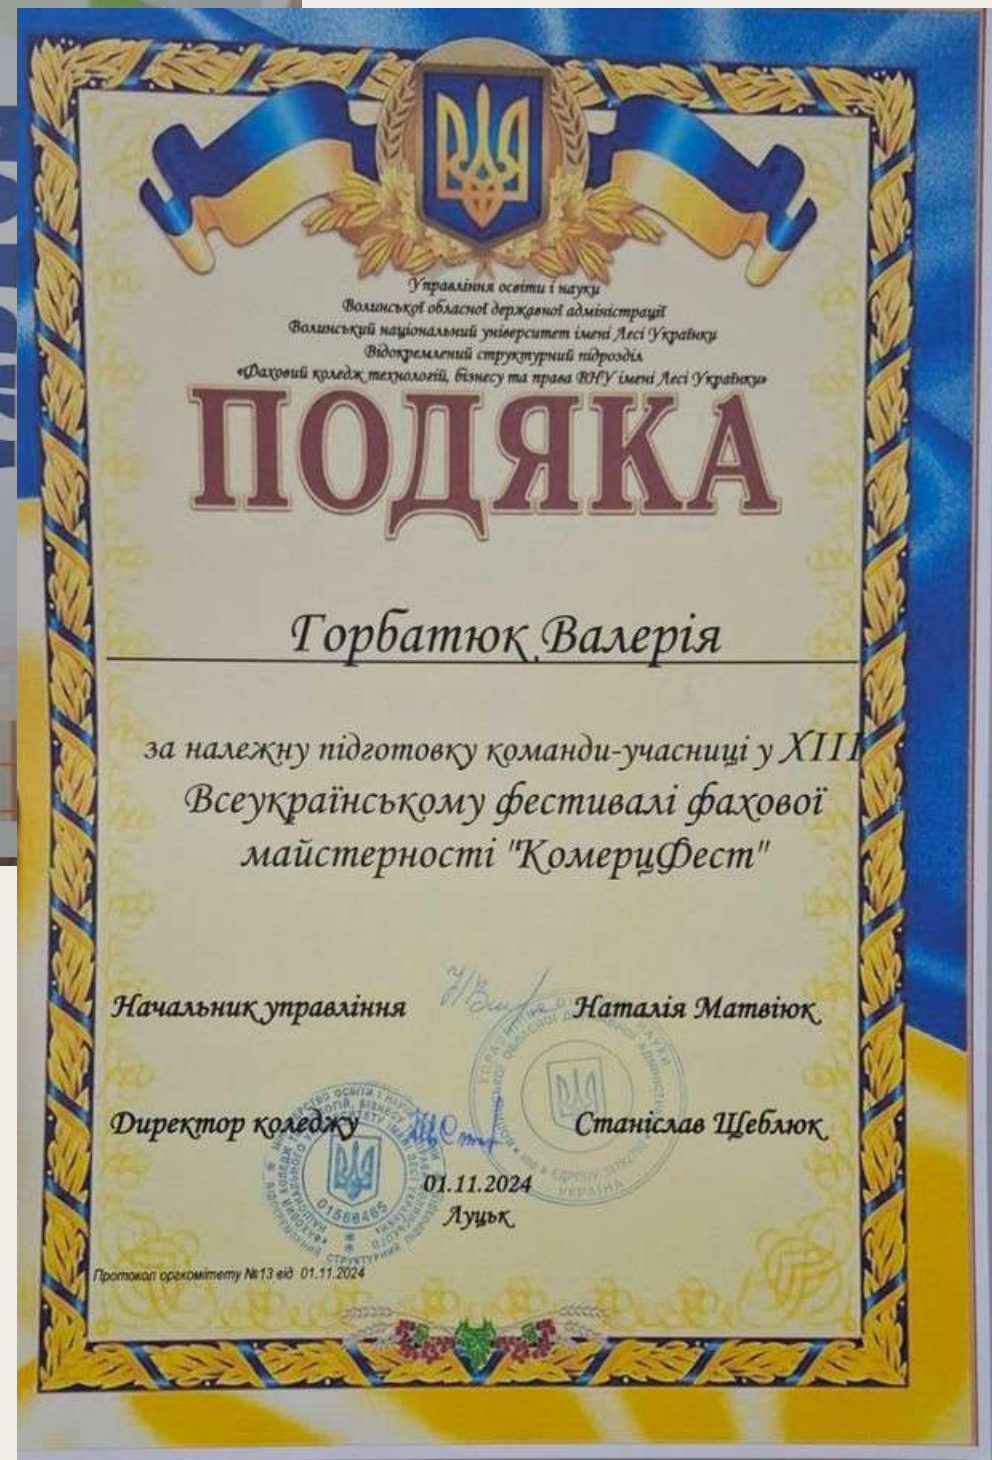 Управління освіти і науки
Волинської обласної державної адміністрації
Волинський національний університет імені Лесі Українки
Відокремлений структурний підрозділ
«Фаховий коледж технологій, бізнесу та права ВНУ імені Лесі Українки»
ПОДЯКА
Горбатюк Валерія
за належну підготовку команди-учасниці у XIII
Всеукраїнському фестивалі фахової
майстерності "КомерцФест"
Начальник управління Наталія Матвіюк
Директор коледжу Станіслав Щеблюк
01566465
УКРАЇНА
01.11.2024
Луцьк
Протокол оргкомітету №13 від 01.11.2024